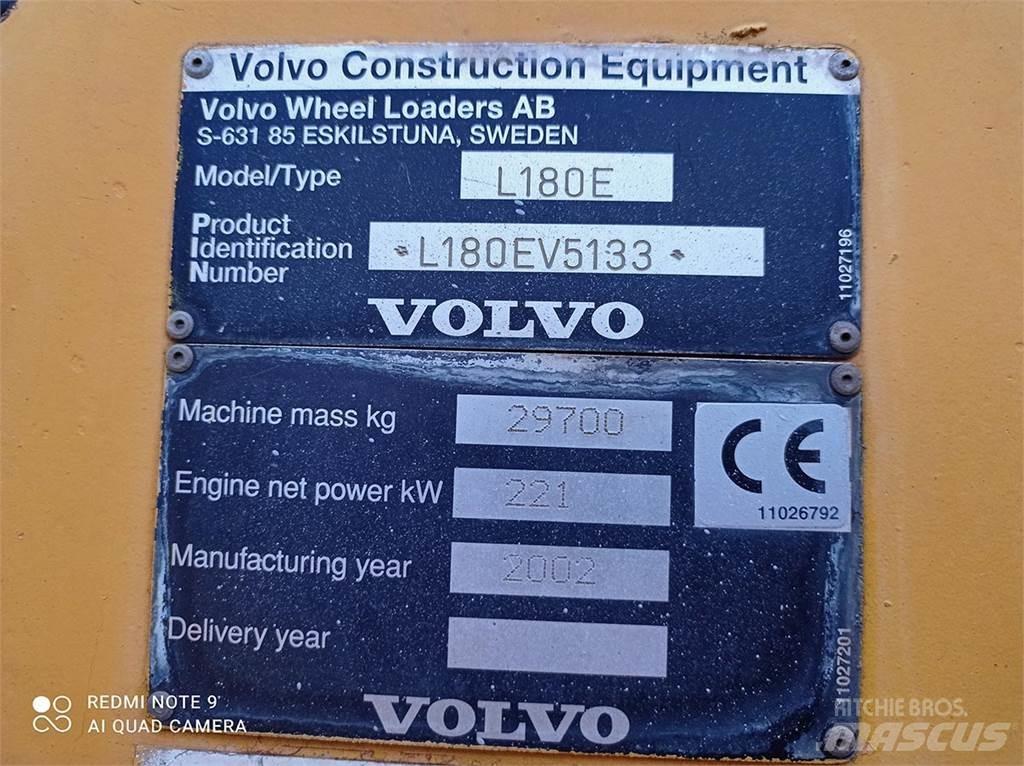 Volvo Construction Equipment
Volvo Wheel Loaders AB
S-631 85 ESKILSTUNA, SWEDEN
Model/Type L180E
Product
Identification
Number
L180EV5133
11027196
VOLVO
Machine mass kg 29700
CE
11026792
Engine net power kW 221
Manufacturing year 2002
Delivery year
11027201
VOLVO
REDMI NOTE 9
AI QUAD CAMERA
RITCHIE BROS.
MASCUS